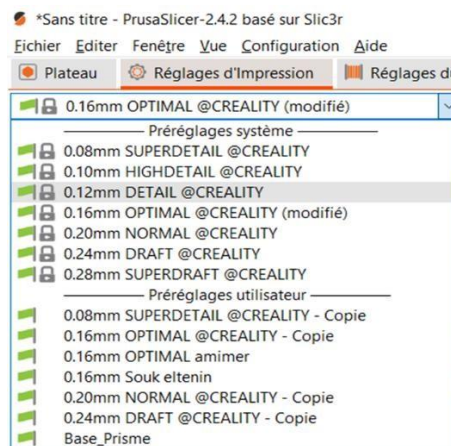 *Sans titre - PrusaSlicer-2.4.2 basé sur Slic3r
Fichier Editer Fenêtre Vue Configuration Aide
Plateau Réglages d'Impression Réglages du
0.16mm OPTIMAL @CREALITY (modifié)
Préréglages système
0.08mm SUPERDETAIL @CREALITY
0.10mm HIGHDETAIL @CREALITY
0.12mm DETAIL @CREALITY
0.16mm OPTIMAL @CREALITY (modifié)
0.20mm NORMAL @CREALITY
0.24mm DRAFT @CREALITY
0.28mm SUPERDRAFT @CREALITY
Préréglages utilisateur
0.08mm SUPERDETAIL @CREALITY - Copie
0.16mm OPTIMAL @CREALITY - Copie
0.16mm OPTIMAL amimer
0.16mm Souk eltenin
0.20mm NORMAL @CREALITY - Copie
0.24mm DRAFT @CREALITY - Copie
Base_Prisme